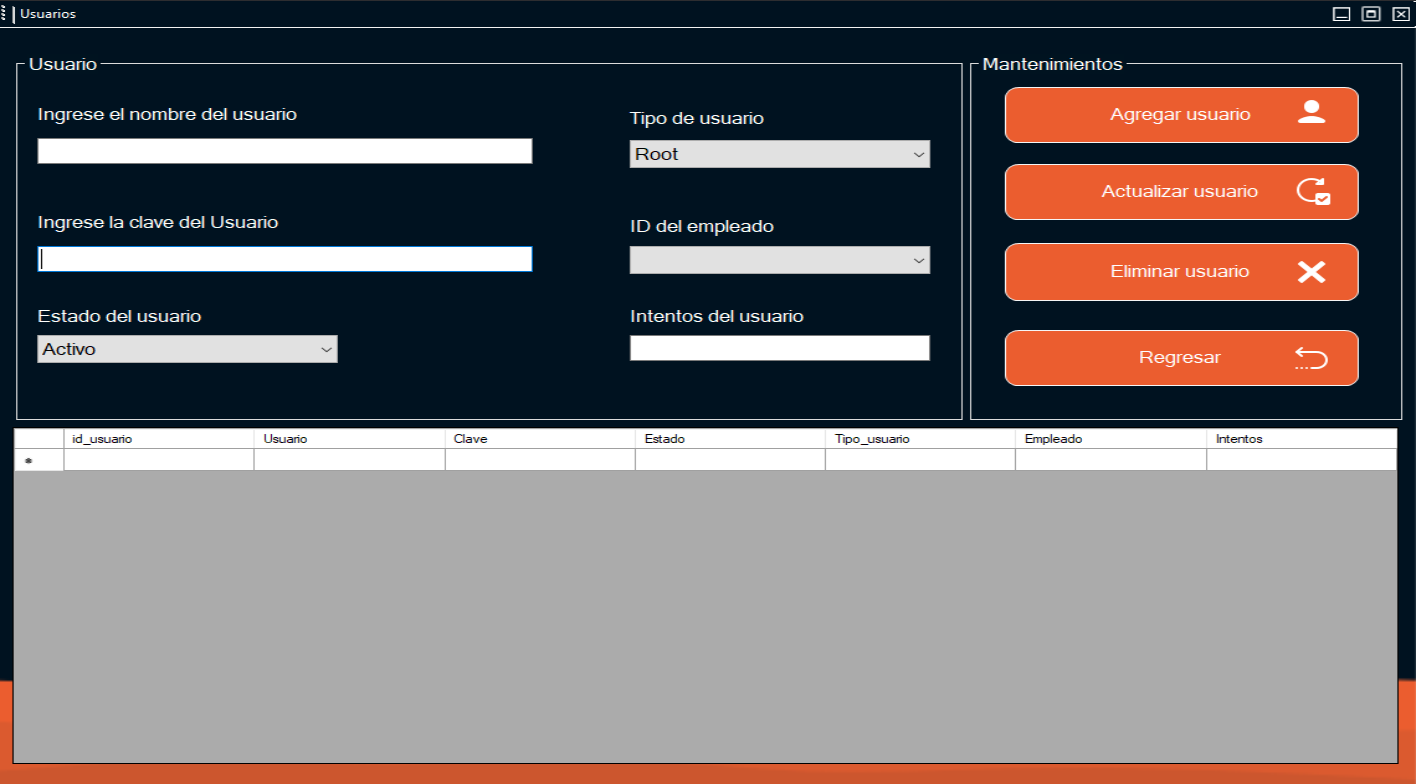 Usuarios
Usuario
Ingrese el nombre del usuario
Tipo de usuario
Root
Ingrese la clave del Usuario
ID del empleado
Estado del usuario
Activo
Intentos del usuario
Mantenimientos
Agregar usuario
Actualizar usuario
Eliminar usuario
Regresar
id_usuario Usuario Clave Estado Tipo_usuario Empleado Intentos